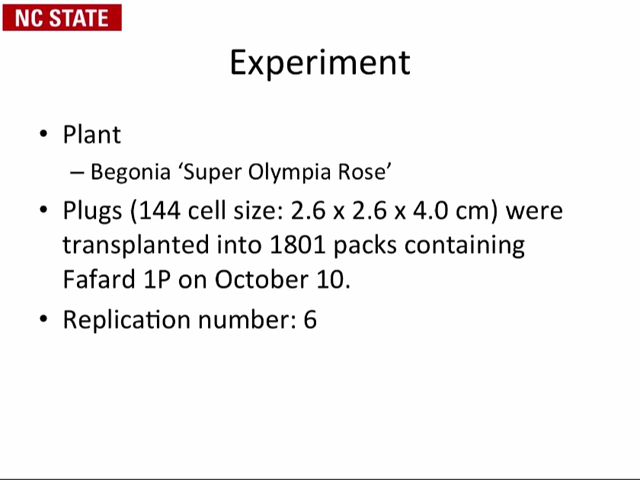 NC STATE
Experiment
• Plant
– Begonia ‘Super Olympia Rose’
• Plugs (144 cell size: 2.6 x 2.6 x 4.0 cm) were
transplanted into 1801 packs containing
Fafard 1P on October 10.
• Replication number: 6